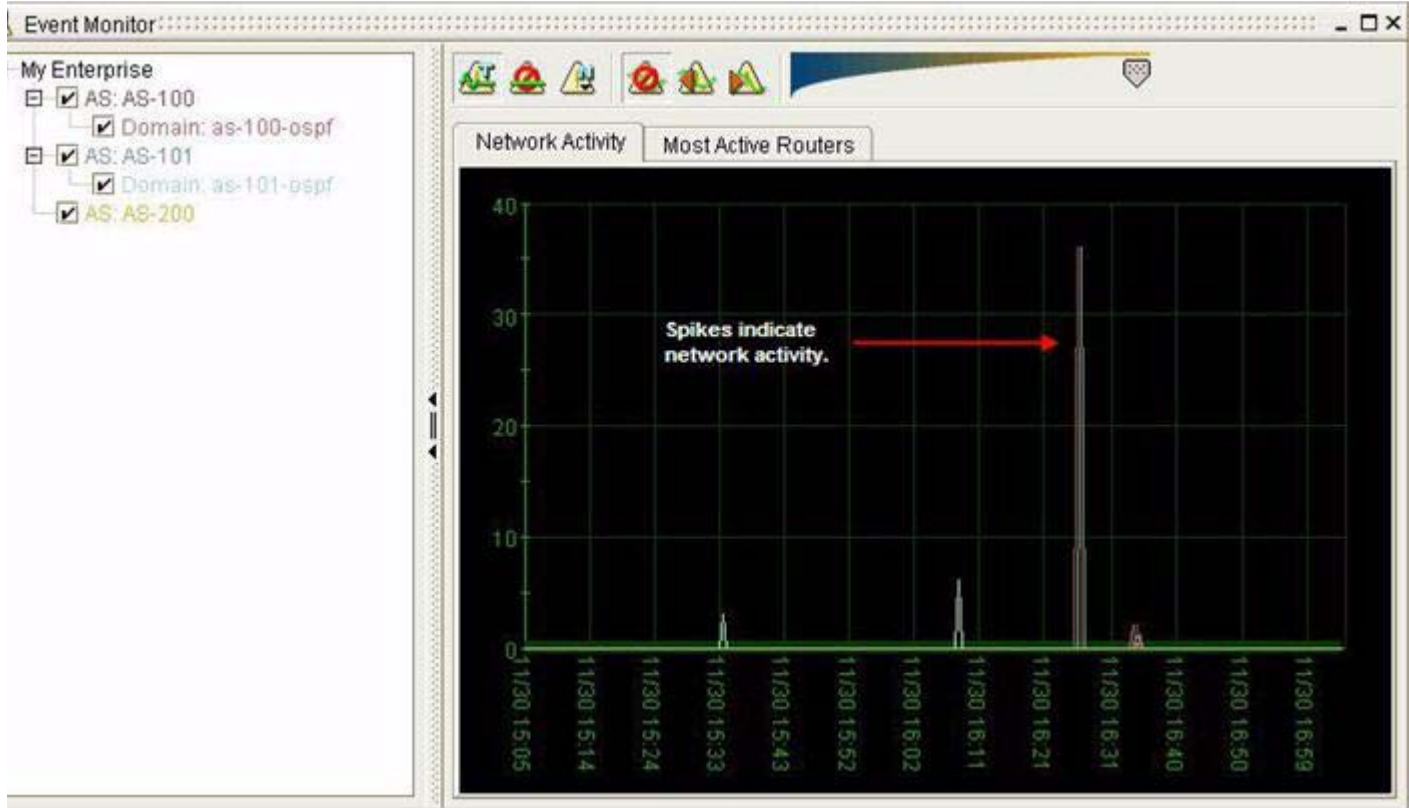 Event Monitor
My Enterprise
AS: AS-100
Domain: as-100-ospf
AS: AS-101
Domain: as-101-ospf
AS: AS-200
Network Activity
Most Active Routers
40
30
20
10
0
Spikes indicate
network activity.
11/30 15:05
11/30 15:14
11/30 15:24
11/30 15:33
11/30 15:43
11/30 15:52
11/30 16:02
11/30 16:11
11/30 16:21
11/30 16:31
11/30 16:40
11/30 16:50
11/30 16:59